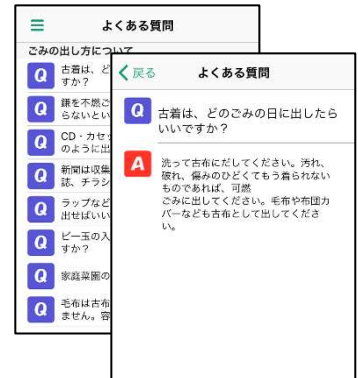 よくある質問
ごみの出し方について
Q 古着は、ど
すか？
Q 鎌を不燃ご
らないとい
Q CD・カセッ
のように出
Q 新聞は収集
誌、チラシ
Q ラップなど
出せばいい
Q ビー玉の入
すか？
Q 家庭菜園の
Q 毛布は古布
ません。容
戻る よくある質問
Q 古着は、どのごみの日に出したら
いいですか？
A 洗って古布にだしてください。汚れ、
破れ、傷みのひどくてもう着られない
ものであれば、可燃
ごみに出してください。毛布や布団カ
バーなども古布として出してくださ
い。